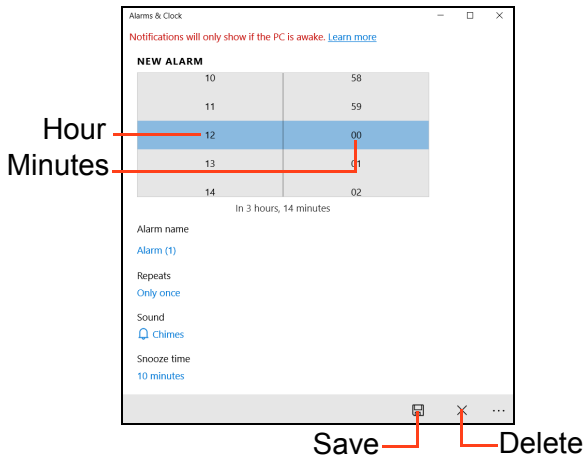 Alarms & Clock
Notifications will only show if the PC is awake. Learn more
NEW ALARM
10 58
11 59
Hour 12 00
Minutes 13 01
14 02
In 3 hours, 14 minutes
Alarm name
Alarm (1)
Repeats
Only once
Sound
Chimes
Snooze time
10 minutes
Save Delete